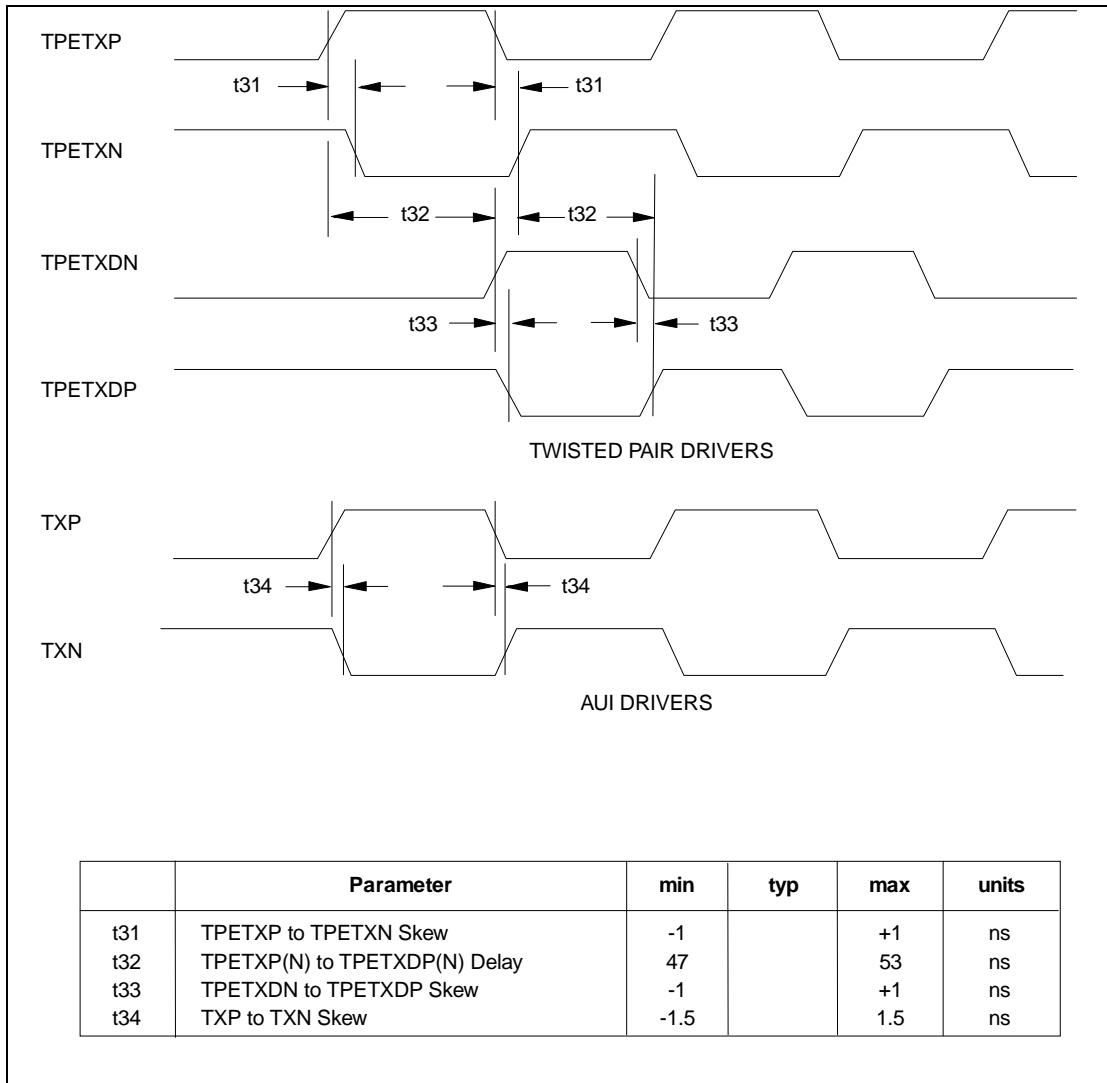 TPETXP
t31 t31
TPETXN
t32 t32
TPETXDN
t33 t33
TPETXDP
TWISTED PAIR DRIVERS
TXP
t34 t34
TXN
AUI DRIVERS
Parameter min typ max units
t31 TPETXP to TPETXN Skew -1 +1 ns
t32 TPETXP(N) to TPETXDP(N) Delay 47 53 ns
t33 TPETXDN to TPETXDP Skew -1 +1 ns
t34 TXP to TXN Skew -1.5 1.5 ns